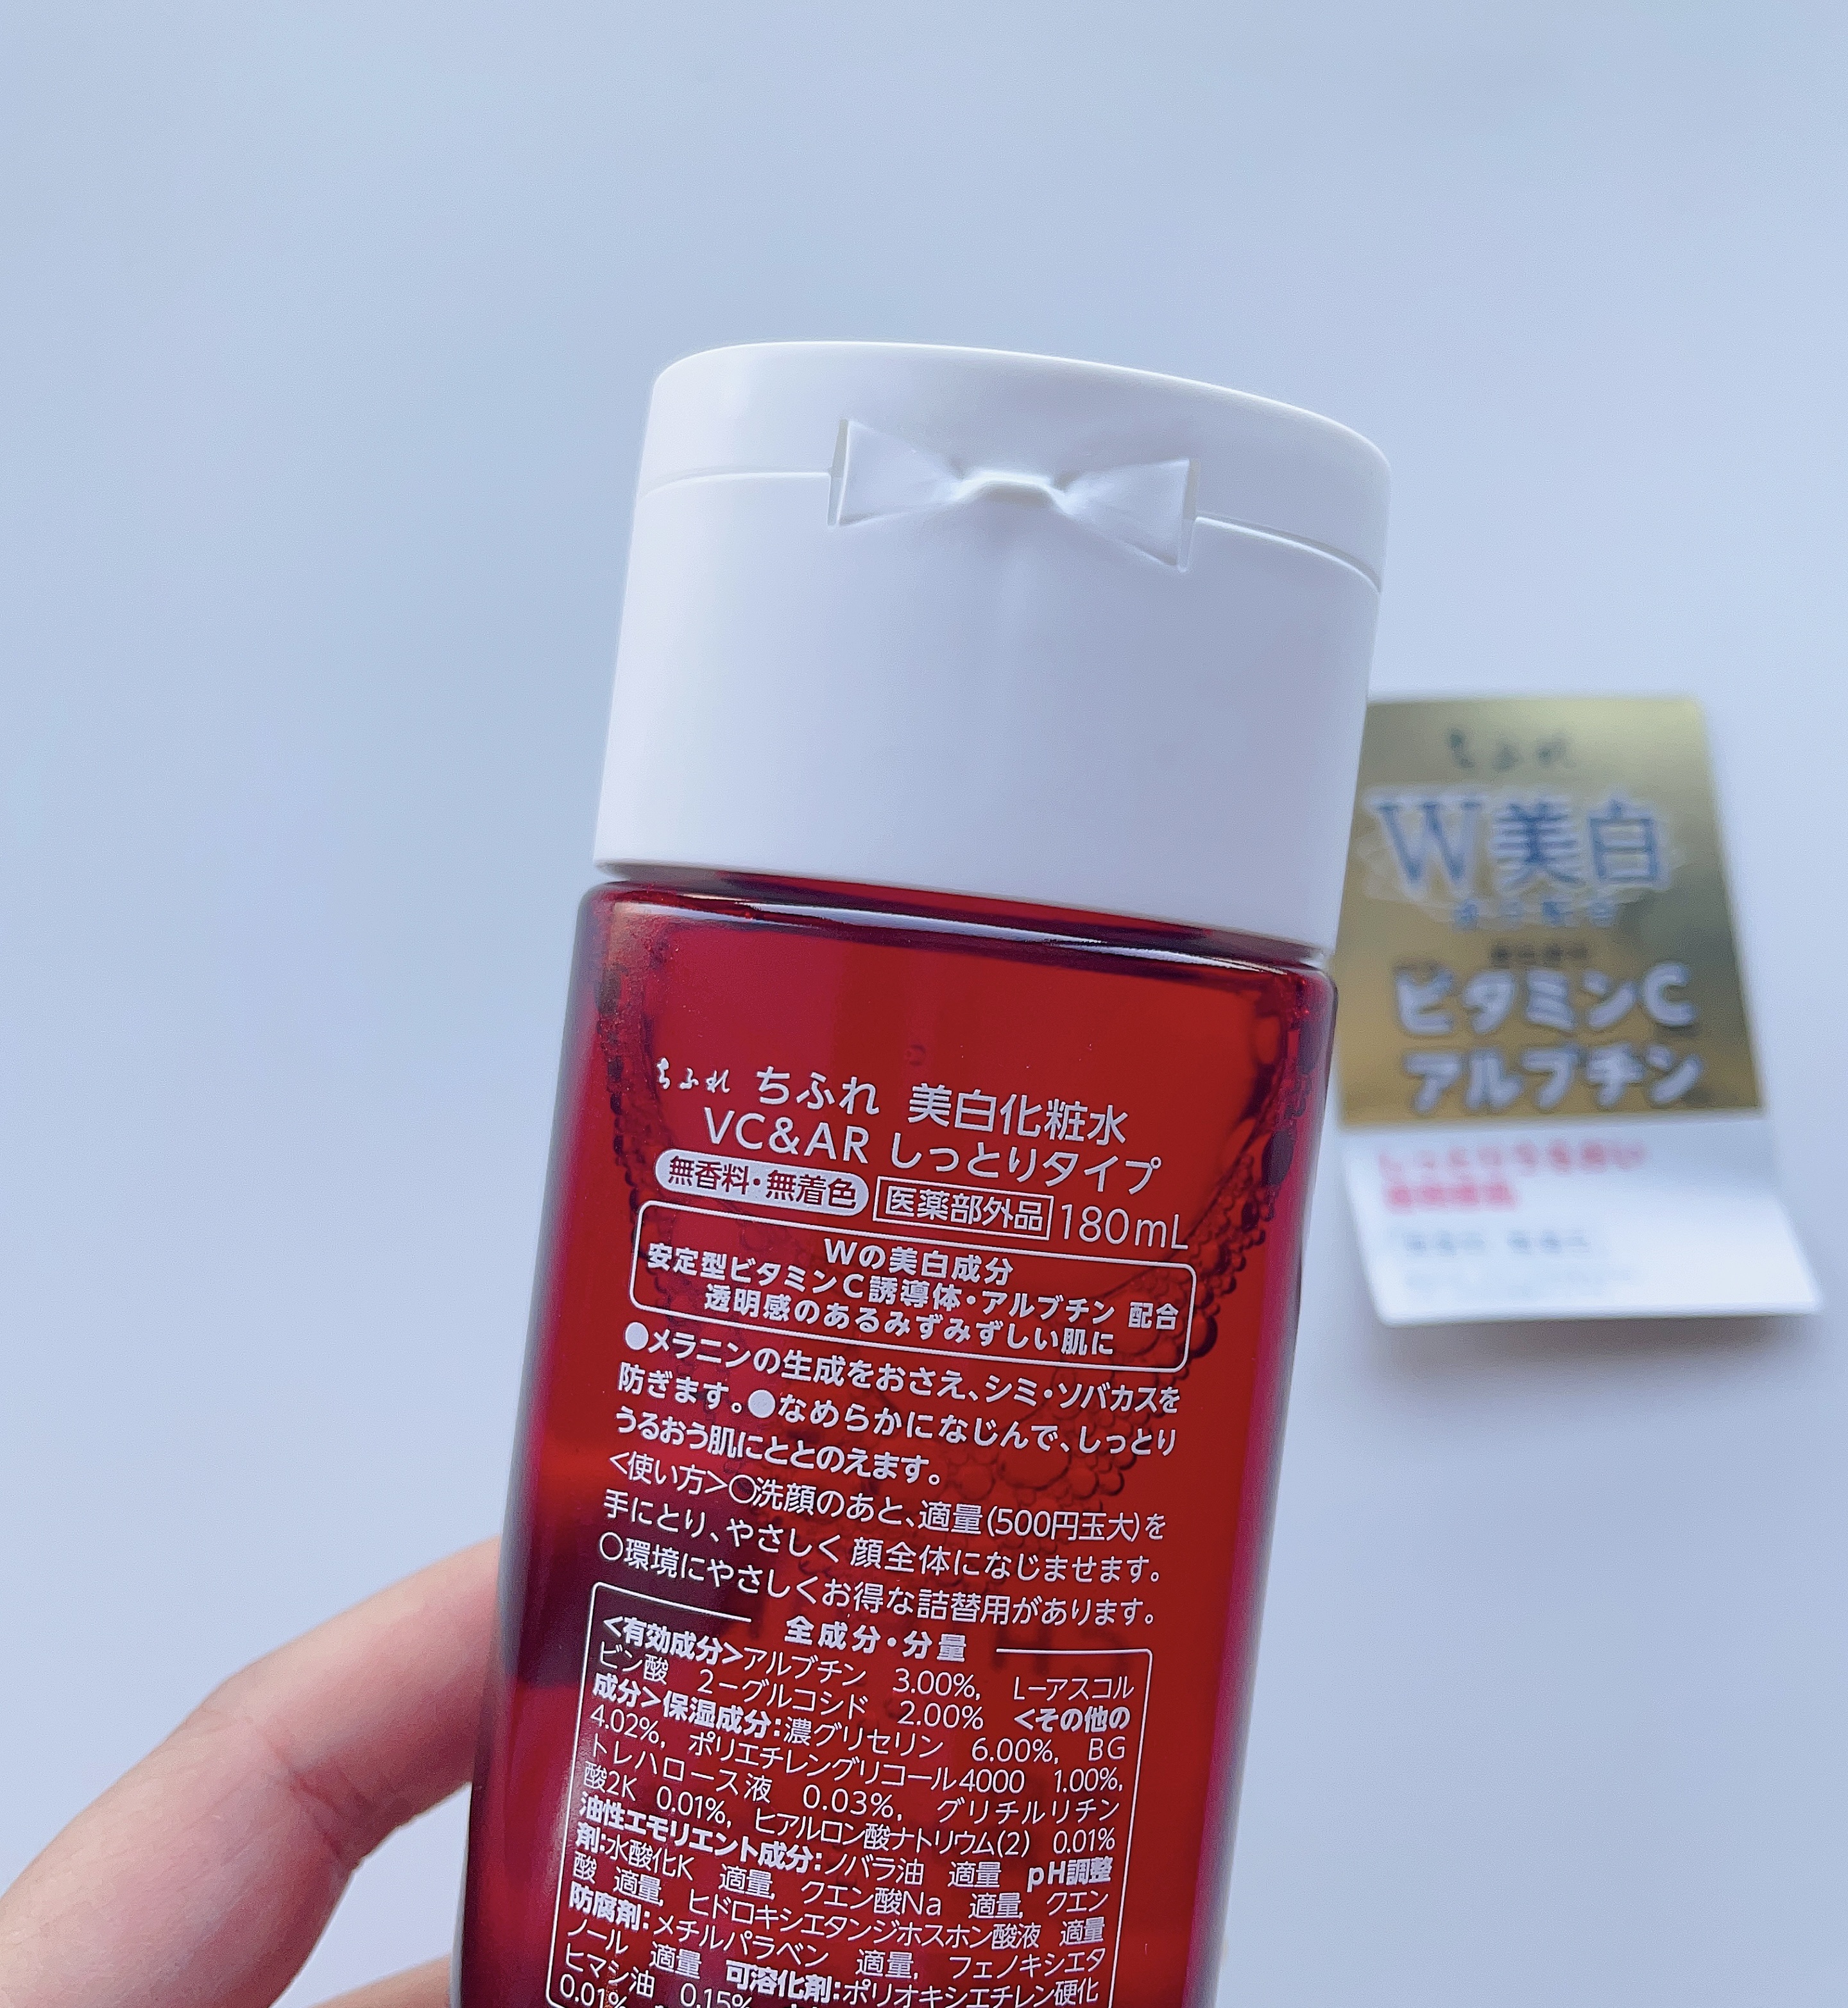 ちふれ ちふれ 美白化粧水
VC&AR しっとりタイプ
無香料・無着色 医薬部外品 180mL
Wの美白成分
安定型ビタミンC誘導体・アルブチン 配合
透明感のあるみずみずしい肌に
●メラニンの生成をおさえ、シミ・ソバカスを
防ぎます。●なめらかになじんで、しっとり
うるおう肌にととのえます。
<使い方>○洗顔のあと、適量(500円玉大)を
手にとり、やさしく顔全体になじませます。
○環境にやさしくお得な詰替用があります。
全成分・分量
<有効成分>アルブチン 3.00%, L-アスコル
ビン酸 2-グルコシド 2.00% <その他の
成分>保湿成分:濃グリセリン 6.00%, BG
4.02%, ポリエチレングリコール4000 1.00%,
トレハロース液 0.03%, グリチルリチン
酸2K 0.01%, ヒアルロン酸ナトリウム(2) 0.01%
油性エモリエント成分:ノバラ油 適量 pH調整
剤:水酸化K 適量, クエン酸Na 適量, クエン
酸 適量, ヒドロキシエタンジホスホン酸液 適量
防腐剤:メチルパラベン 適量, フェノキシエタ
ノール 適量 可溶化剤:ポリオキシエチレン硬化
ヒマシ油 0.15%
0.01%
ちふれ
W美白
成分配合
ビタミンC
アルブチン